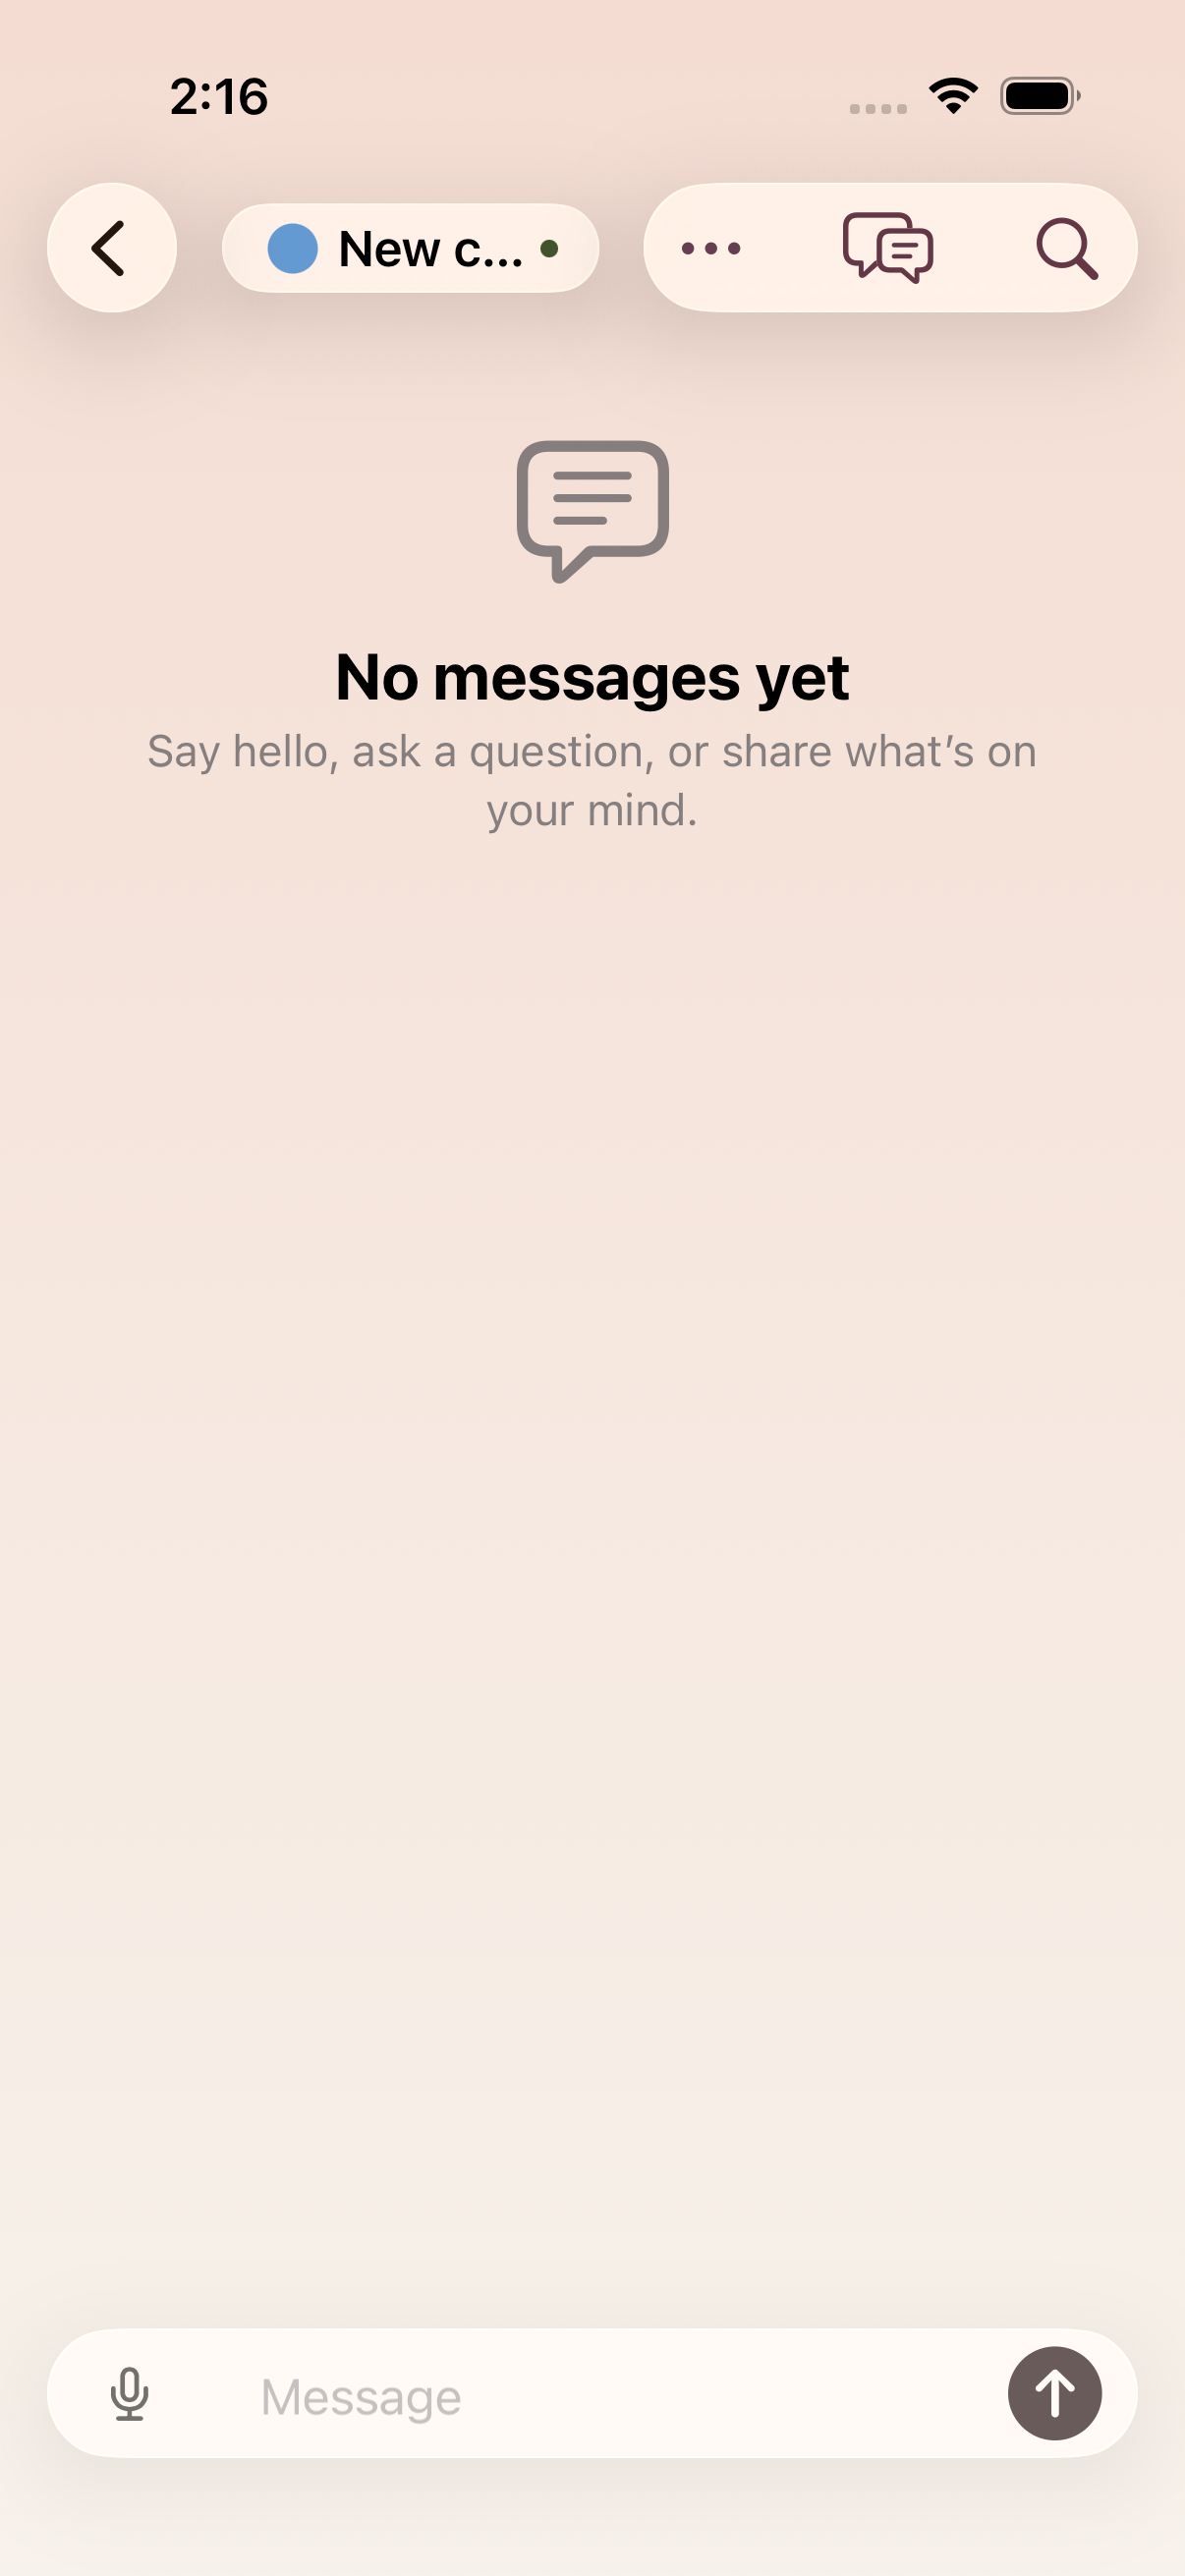 2:16
New c...
No messages yet
Say hello, ask a question, or share what’s on
your mind.
Message